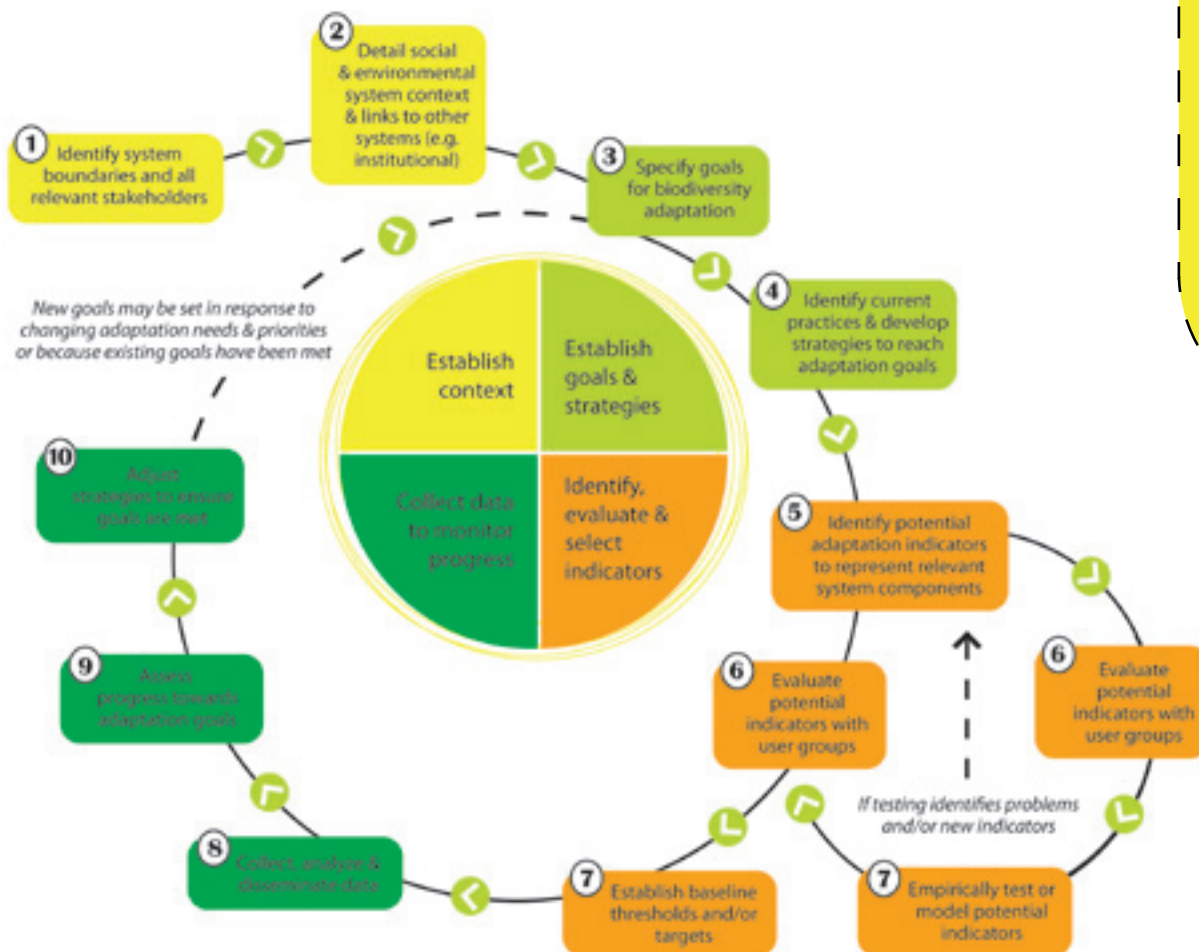 1
Identify system
boundaries and all
relevant stakeholders
2
Detail social
& environmental
system context
& links to other
systems (e.g.
institutional)
3
Specify goals
for biodiversity
adaptation
4
Identify current
practices & develop
strategies to reach
adaptation goals
New goals may be set in response to
changing adaptation needs & priorities
or because existing goals have been met
Establish
context
Establish
goals &
strategies
Collect data
to monitor
progress
Identify,
evaluate &
select
indicators
5
Identify potential
adaptation indicators
to represent relevant
system components
6
Evaluate
potential
indicators with
user groups
6
Evaluate
potential
indicators with
user groups
If testing identifies problems
and/or new indicators
7
Empirically test or
model potential
indicators
7
Establish baseline
thresholds and/or
targets
8
Collect, analyze &
disseminate data
9
Assess
progress towards
adaptation goals
10
Adjust
strategies to ensure
goals are met